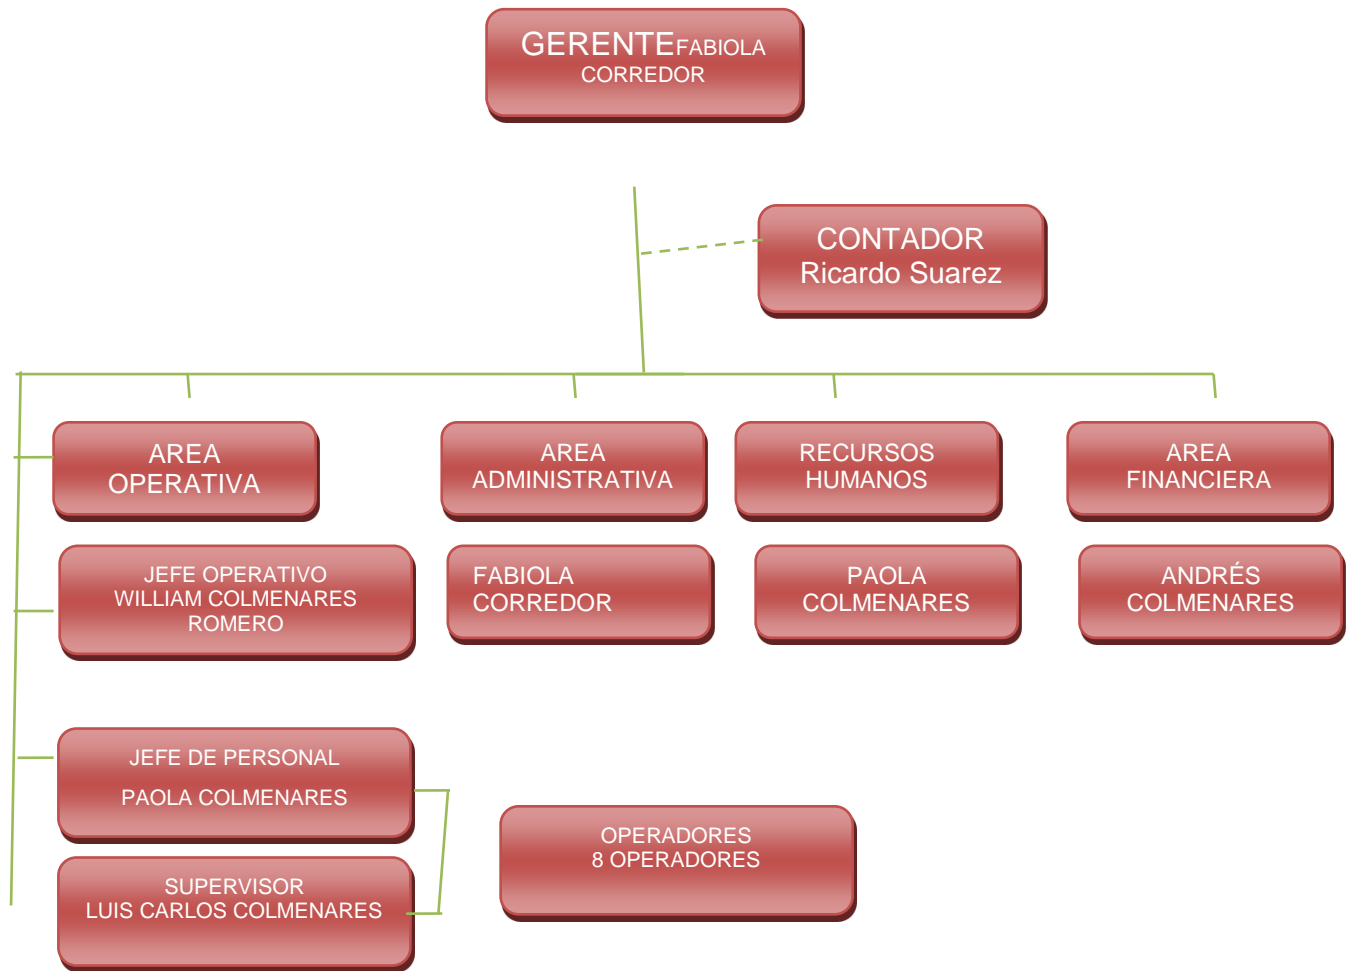 GERENTEFABIOLA
CORREDOR
CONTADOR
Ricardo Suarez
AREA
OPERATIVA
AREA
ADMINISTRATIVA
RECURSOS
HUMANOS
AREA
FINANCIERA
JEFE OPERATIVO
WILLIAM COLMENARES
ROMERO
FABIOLA
CORREDOR
PAOLA
COLMENARES
ANDRÉS
COLMENARES
JEFE DE PERSONAL
PAOLA COLMENARES
OPERADORES
8 OPERADORES
SUPERVISOR
LUIS CARLOS COLMENARES